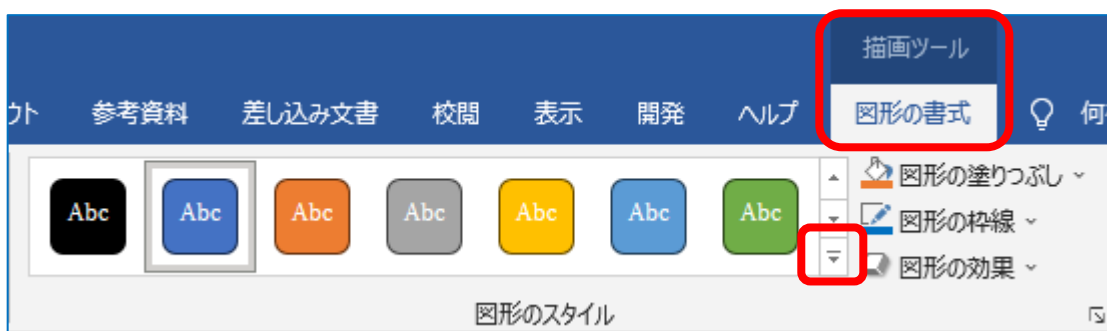 描画ツール
ウト 参考資料 差し込み文書 校閲 表示 開発 ヘルプ 図形の書式 何
Abc Abc Abc Abc Abc Abc Abc
図形の塗りつぶし
図形の枠線
図形の効果
図形のスタイル